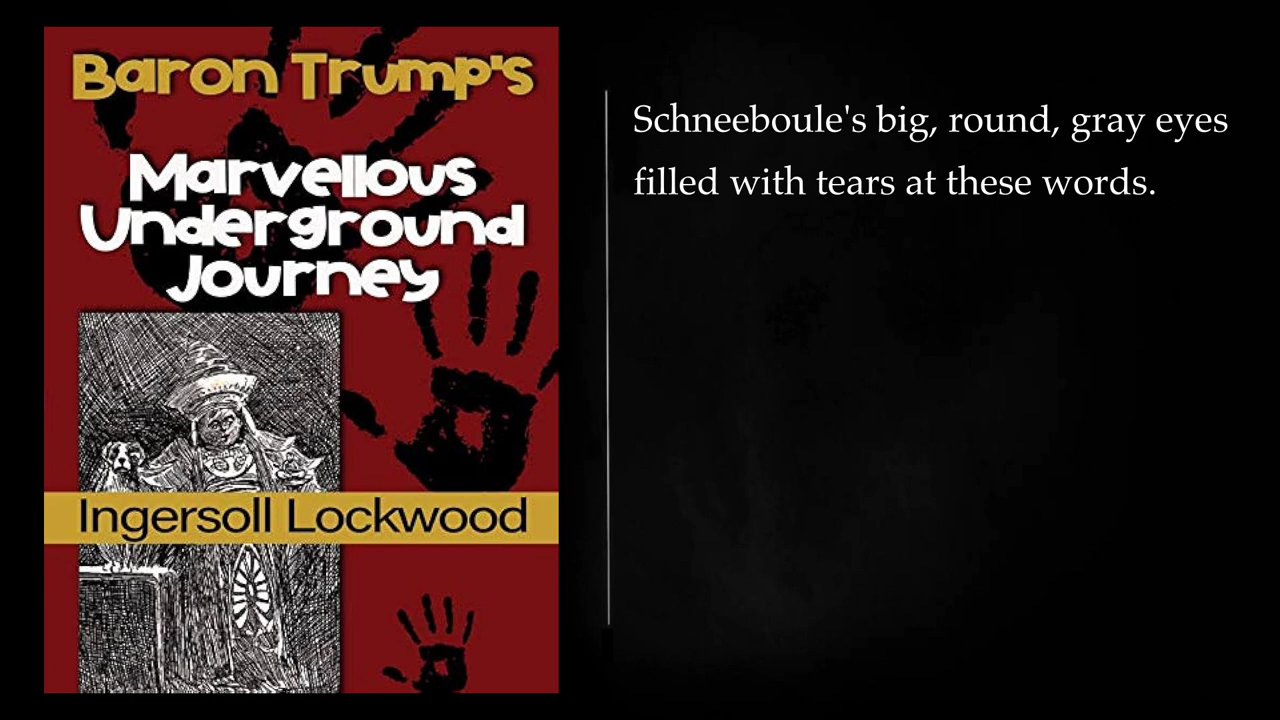 Baron Trump's
Marvellous
Underground
Journey
Ingersoll Lockwood
Schneeboule's big, round, gray eyes
filled with tears at these words.